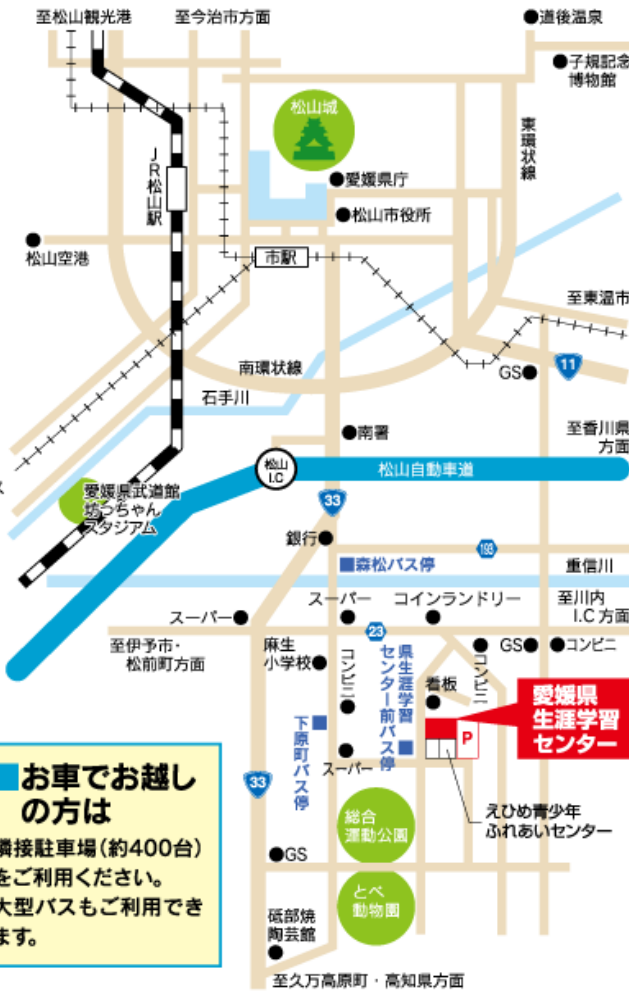 至松山観光港
至今治市方面
道後温泉
子規記念
博物館
松山城
東環状線
JR松山駅
愛媛県庁
松山市役所
松山空港
市駅
至東温市
南環状線
11
GS
石手川
南署
至香川県
方面
松山
I.C
松山自動車道
愛媛県武道館
坊っちゃん
スタジアム
ス
33
銀行
193
森松バス停
重信川
スーパー
スーパー
コインランドリー
至川内
I.C方面
23
至伊予市・
松前町方面
麻生
小学校
コンビニ
県生涯学習
センター前バス停
コンビニ
GS
コンビニ
看板
愛媛県
生涯学習
センター
P
下原町バス停
スーパー
33
えひめ青少年
ふれあいセンター
総合
運動公園
GS
とべ
動物園
砥部焼
陶芸館
至久万高原町・高知県方面
お車でお越し
の方は
隣接駐車場(約400台)
をご利用ください。
大型バスもご利用でき
ます。